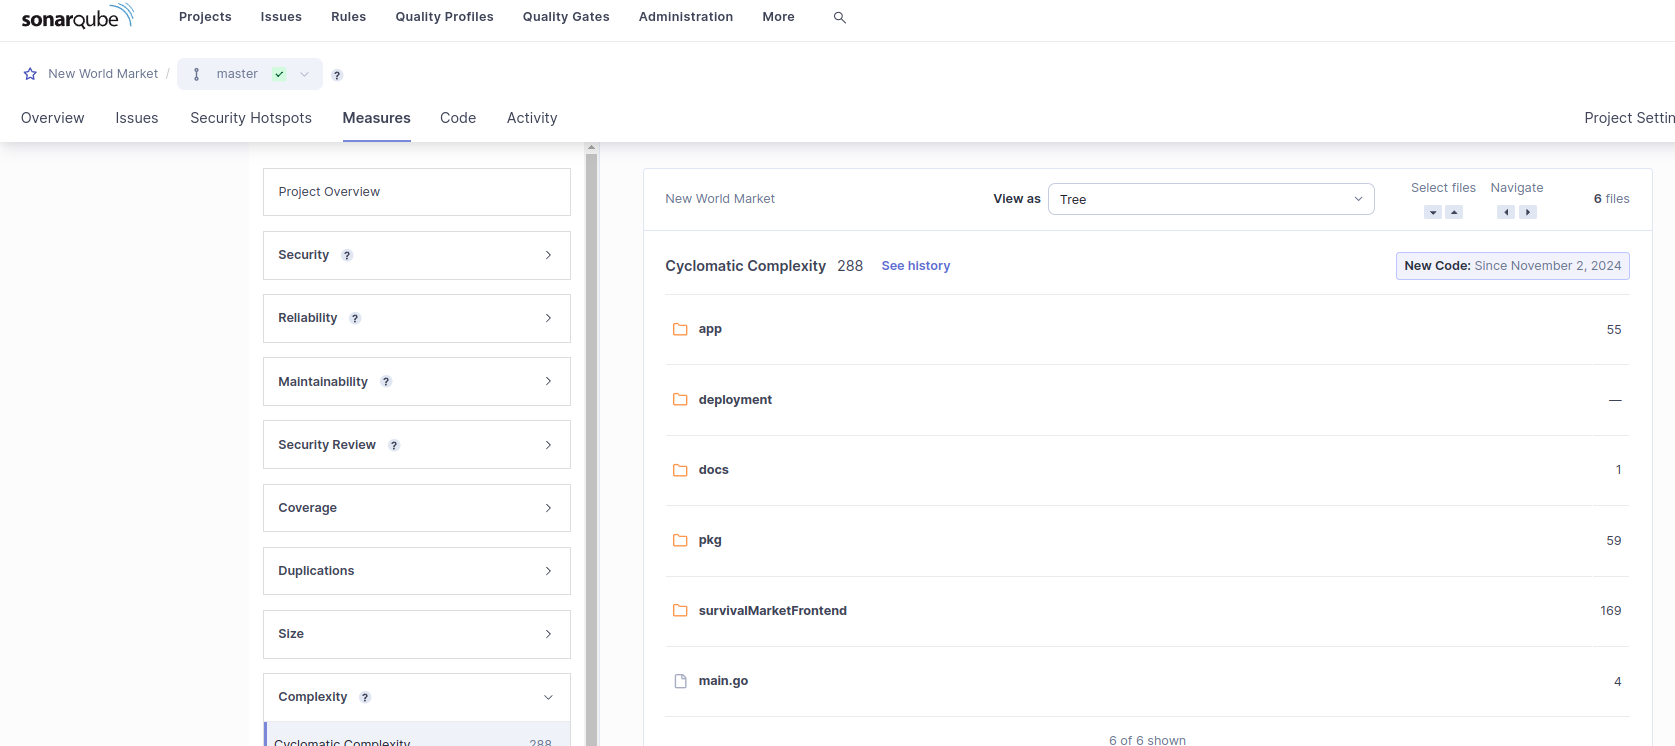 sonarqube
Projects Issues Rules Quality Profiles Quality Gates Administration More
New World Market / master ?
Overview Issues Security Hotspots Measures Code Activity Project Settin
Project Overview
Security ?
Reliability ?
Maintainability ?
Security Review ?
Coverage
Duplications
Size
Complexity ?
Cyclomatic Complexity 288
New World Market View as Tree Select files Navigate 6 files
Cyclomatic Complexity 288 See history New Code: Since November 2, 2024
app 55
deployment —
docs 1
pkg 59
survivalMarketFrontend 169
main.go 4
6 of 6 shown